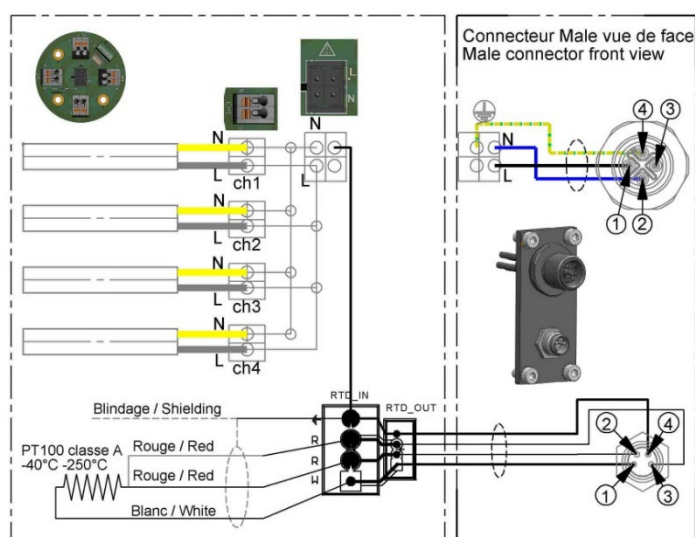 Connecteur Male vue de face
Male connector front view
L
N
N
L
ch1
N
L
N
L
4
3
1
2
N
L
ch2
N
L
ch3
N
L
ch4
RTD_IN
RTD_OUT
Blindage / Shielding
PT100 classe A
-40°C -250°C
Rouge / Red
R
Rouge / Red
R
Blanc / White
W
2
4
1
3